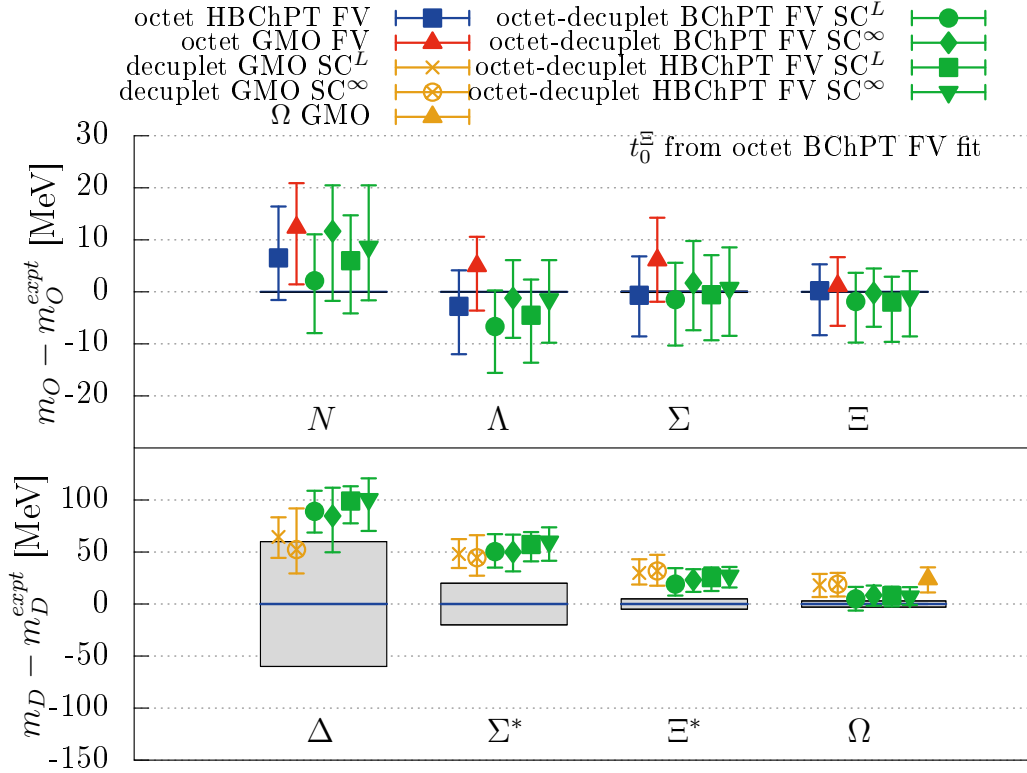 octet HBChPT FV
octet GMO FV
decuplet GMO SC^L
decuplet GMO SC^∞
Ω GMO
octet-decuplet BChPT FV SC^L
octet-decuplet BChPT FV SC^∞
octet-decuplet HBChPT FV SC^L
octet-decuplet HBChPT FV SC^∞
t_0^Ξ from octet BChPT FV fit
m_O − m_O^{expt} [MeV]
30
20
10
0
-10
-20
N Λ Σ Ξ
m_D − m_D^{expt} [MeV]
100
50
0
-50
-100
-150
Δ Σ* Ξ* Ω